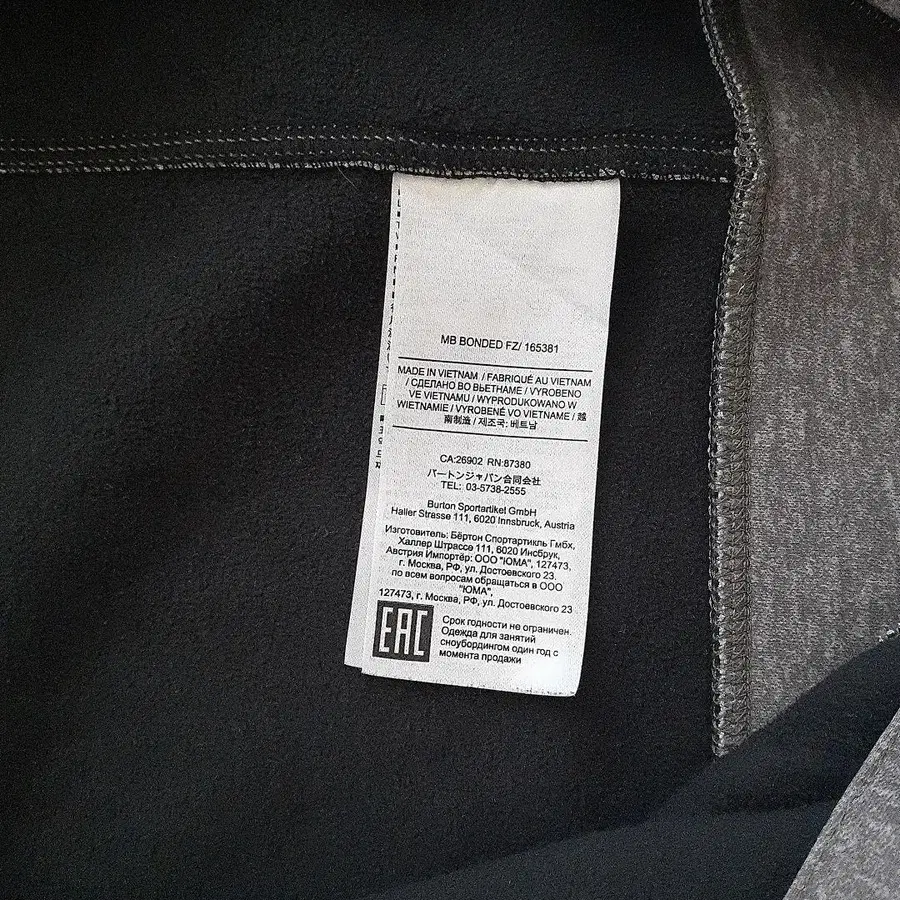 MB BONDED FZ/ 165381
MADE IN VIETNAM / FABRIQUÉ AU VIETNAM
/ СДЕЛАНО ВО ВЬЕТНАМЕ / VYROBENO
VE VIETNAMU / WYPRODUKOWANO W
WIETNAMIE / VYROBENÉ VO VIETNAME / 越
南制造 / 제조국: 베트남
CA:26902 RN:87380
バートンジャパン合同会社
TEL: 03-5738-2555
Burton Sportartikel GmbH
Haller Strasse 111, 6020 Innsbruck, Austria
Изготовитель: Бёртон Спортартикль Гмбх,
Халлер Штрассе 111, 6020 Инсбрук,
Австрия Импортёр: ООО "ЮМА", 127473,
г. Москва, РФ, ул. Достоевского 23.
по всем вопросам обращаться в ООО
"ЮМА",
127473, г. Москва, РФ, ул. Достоевского 23
EAC
Срок годности не ограничен.
Одежда для занятий
сноубордингом один год с
момента продажи